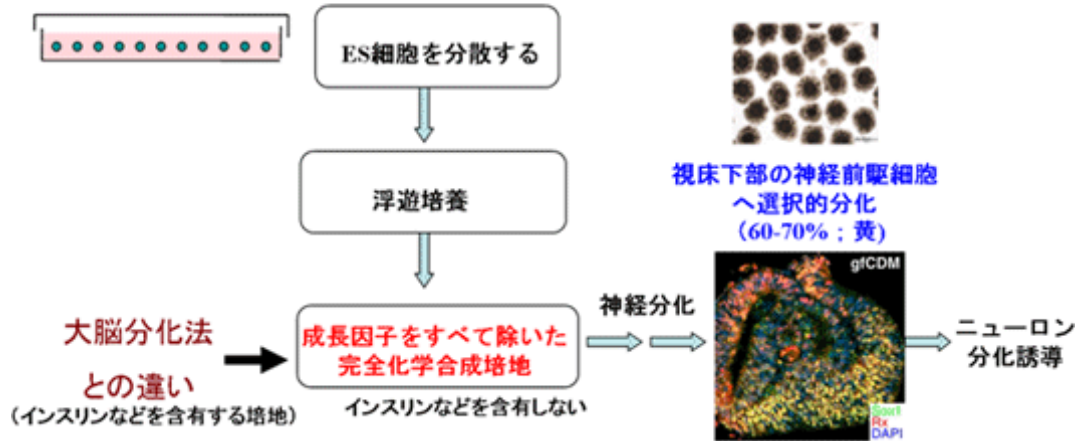 ES細胞を分散する
浮遊培養
成長因子をすべて除いた
完全化学合成培地
インスリンなどを含有しない
大脳分化法
との違い
(インスリンなどを含有する培地)
神経分化
視床下部の神経前駆細胞
へ選択的分化
(60-70%;黄)
gfCDM
Sox1
Rx
DAPI
ニューロン
分化誘導